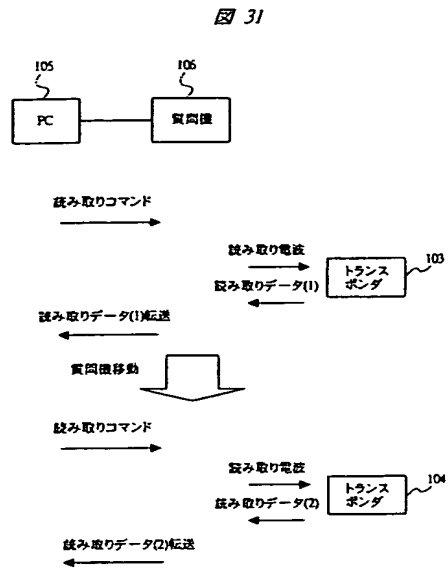 図 31
105
106
PC
質問機
読み取りコマンド
読み取り電波
トランス
ポンダ
103
読み取りデータ(1)
読み取りデータ(1)転送
質問機移動
読み取りコマンド
読み取り電波
トランス
ポンダ
104
読み取りデータ(2)
読み取りデータ(2)転送